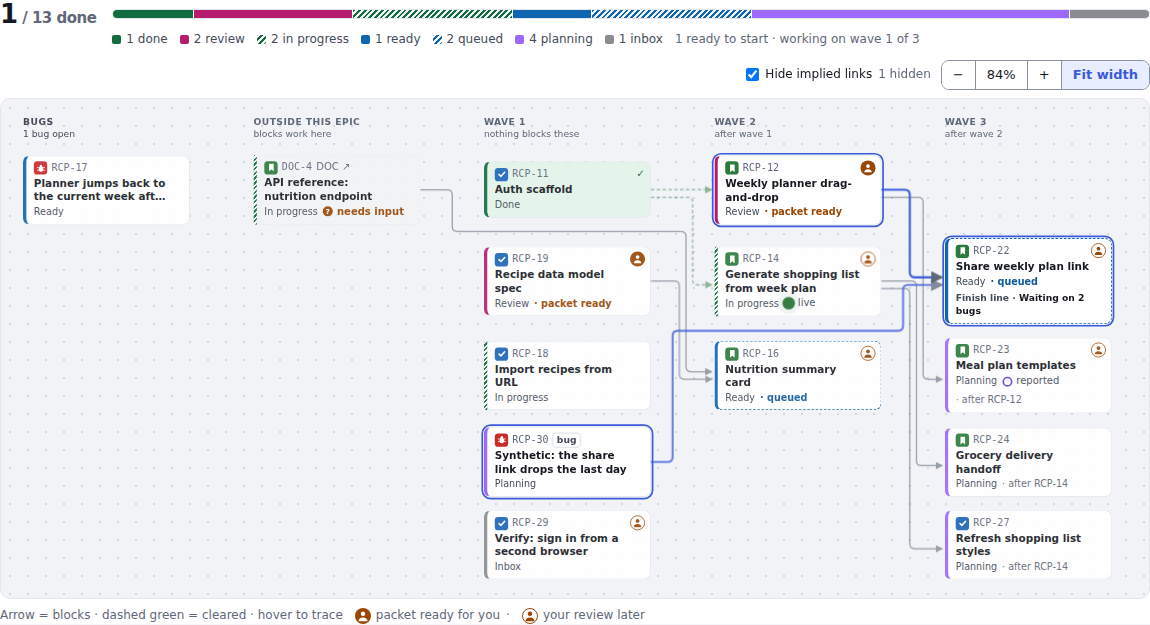 1 / 13 done
1 done 2 review 2 in progress 1 ready 2 queued 4 planning 1 inbox 1 ready to start · working on wave 1 of 3
Hide implied links 1 hidden − 84% + Fit width
BUGS
1 bug open
RCP-17
Planner jumps back to
the current week aft…
Ready
OUTSIDE THIS EPIC
blocks work here
DOC-4 DOC ↗
API reference:
nutrition endpoint
In progress ? needs input
WAVE 1
nothing blocks these
RCP-11 ✓
Auth scaffold
Done
RCP-19
Recipe data model
spec
Review · packet ready
RCP-18
Import recipes from
URL
In progress
RCP-30 bug
Synthetic: the share
link drops the last day
Planning
RCP-29
Verify: sign in from a
second browser
Inbox
WAVE 2
after wave 1
RCP-12
Weekly planner drag-
and-drop
Review · packet ready
RCP-14
Generate shopping list
from week plan
In progress live
RCP-16
Nutrition summary
card
Ready · queued
WAVE 3
after wave 2
RCP-22
Share weekly plan link
Ready · queued
Finish line · Waiting on 2
bugs
RCP-23
Meal plan templates
Planning reported
· after RCP-12
RCP-24
Grocery delivery
handoff
Planning · after RCP-14
RCP-27
Refresh shopping list
styles
Planning · after RCP-14
Arrow = blocks · dashed green = cleared · hover to trace packet ready for you · your review later